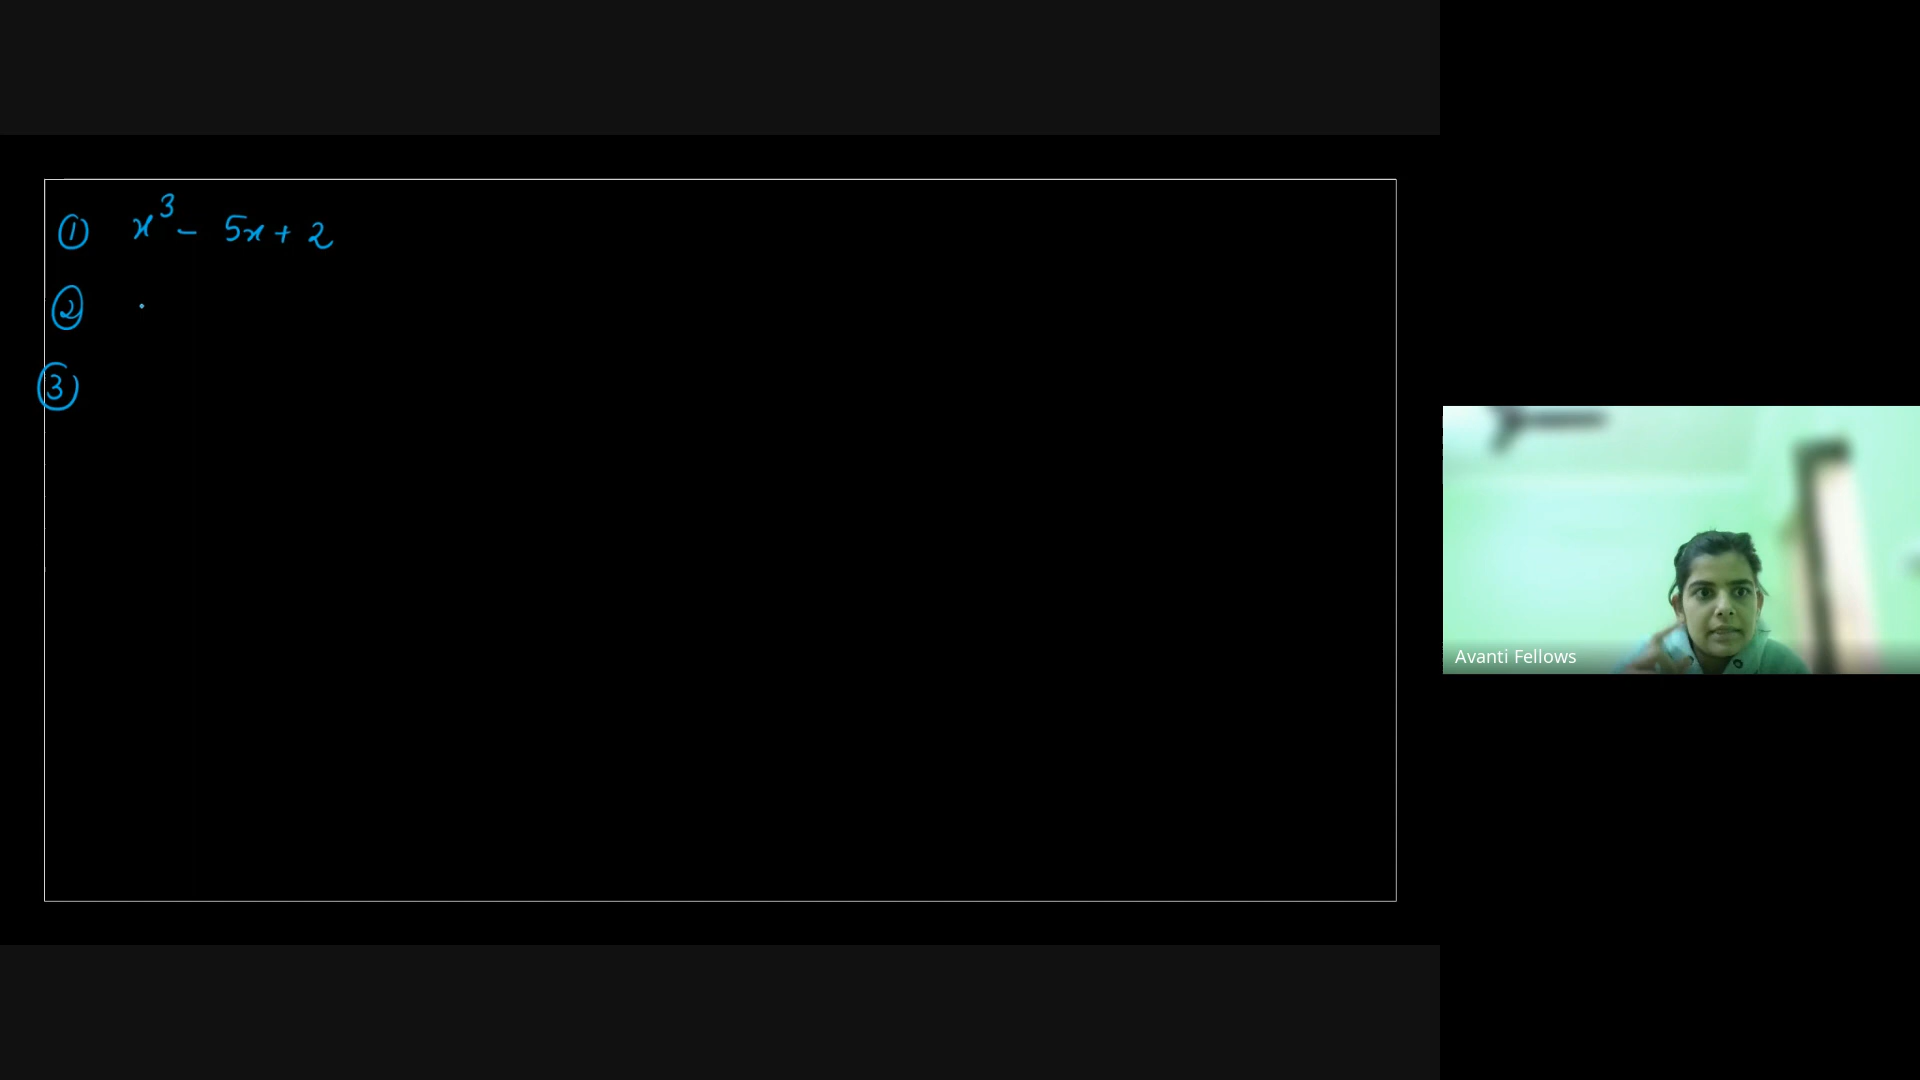 ① x³ - 5x + 2
②
③
Avanti Fellows